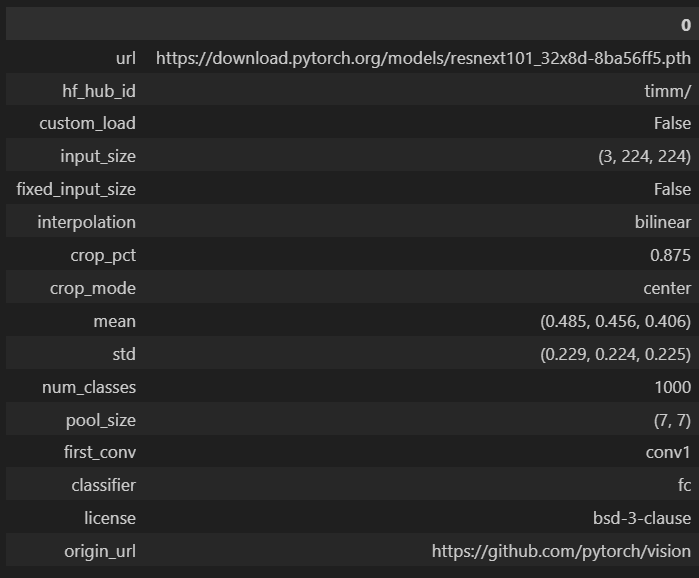 0
url https://download.pytorch.org/models/resnext101_32x8d-8ba56ff5.pth
hf_hub_id timm/
custom_load False
input_size (3, 224, 224)
fixed_input_size False
interpolation bilinear
crop_pct 0.875
crop_mode center
mean (0.485, 0.456, 0.406)
std (0.229, 0.224, 0.225)
num_classes 1000
pool_size (7, 7)
first_conv conv1
classifier fc
license bsd-3-clause
origin_url https://github.com/pytorch/vision